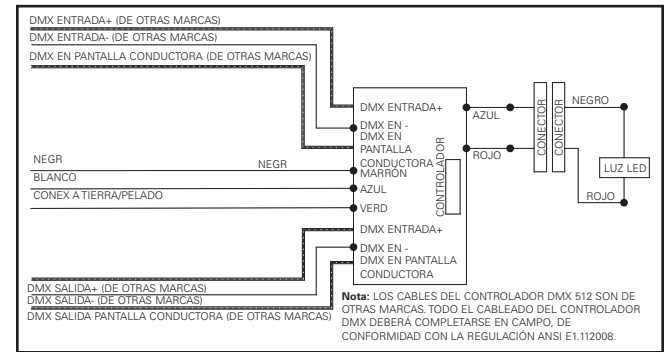 DMX ENTRADA+ (DE OTRAS MARCAS)
DMX ENTRADA- (DE OTRAS MARCAS)
DMX EN PANTALLA CONDUCTORA (DE OTRAS MARCAS)
NEGR
NEGR
BLANCO
CONEX A TIERRA/PELADO
DMX SALIDA+ (DE OTRAS MARCAS)
DMX SALIDA- (DE OTRAS MARCAS)
DMX SALIDA PANTALLA CONDUCTORA (DE OTRAS MARCAS)
DMX ENTRADA+
DMX EN -
DMX EN
PANTALLA
CONDUCTORA
MARRÓN
AZUL
VERD
DMX ENTRADA+
DMX EN -
DMX EN PANTALLA
CONDUCTORA
CONTROLADOR
AZUL
ROJO
CONECTOR
CONECTOR
NEGRO
LUZ LED
ROJO
Nota: LOS CABLES DEL CONTROLADOR DMX 512 SON DE
OTRAS MARCAS. TODO EL CABLEADO DEL CONTROLADOR
DMX DEBERÁ COMPLETARSE EN CAMPO, DE
CONFORMIDAD CON LA REGULACIÓN ANSI E1.112008.